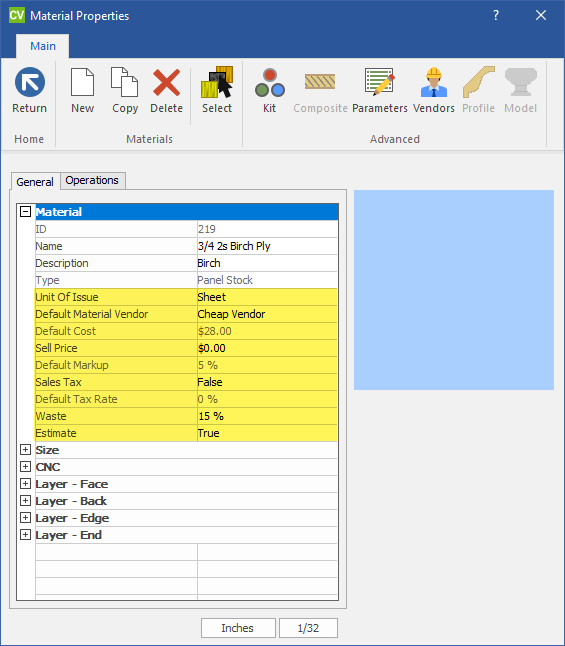 CV Material Properties ?
Main
Return New Copy Delete Select Kit Composite Parameters Vendors Profile Model
Home Materials Advanced
General Operations
Material
ID 219
Name 3/4 2s Birch Ply
Description Birch
Type Panel Stock
Unit Of Issue Sheet
Default Material Vendor Cheap Vendor
Default Cost $28.00
Sell Price $0.00
Default Markup 5 %
Sales Tax False
Default Tax Rate 0 %
Waste 15 %
Estimate True
Size
CNC
Layer - Face
Layer - Back
Layer - Edge
Layer - End
Inches 1/32